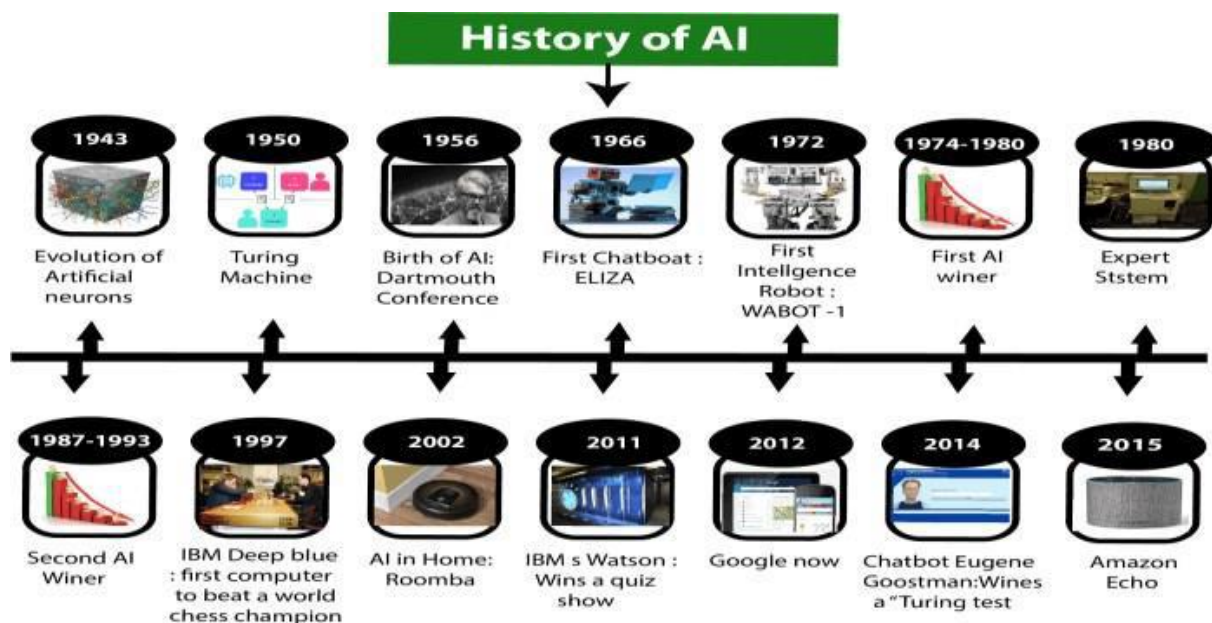 History of AI
1943
Evolution of
Artificial
neurons
1950
Turing
Machine
1956
Birth of AI:
Dartmouth
Conference
1966
First Chatboat :
ELIZA
1972
First
Intellgence
Robot :
WABOT -1
1974-1980
First AI
winer
1980
Expert
Ststem
1987-1993
Second AI
Winer
1997
IBM Deep blue
: first computer
to beat a world
chess champion
2002
AI in Home:
Roomba
2011
IBM s Watson :
Wins a quiz
show
2012
Google now
2014
Chatbot Eugene
Goostman:Wines
a "Turing test
2015
Amazon
Echo